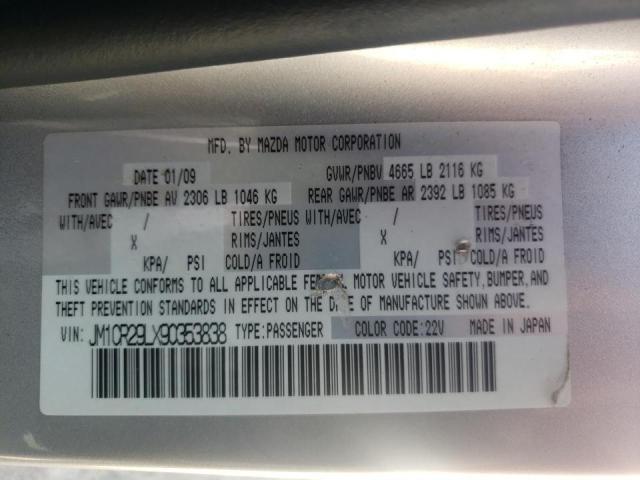 MFD. BY MAZDA MOTOR CORPORATION
DATE 01/09 GVWR/PNBV 4665 LB 2116 KG
FRONT GAWR/PNBE AV 2306 LB 1046 KG REAR GAWR/PNBE AR 2392 LB 1085 KG
WITH/AVEC / TIRES/PNEUS WITH/AVEC / TIRES/PNEUS
X RIMS/JANTES X RIMS/JANTES
KPA/ PSI COLD/A FROID KPA/ PSI COLD/A FROID
THIS VEHICLE CONFORMS TO ALL APPLICABLE MOTOR VEHICLE SAFETY, BUMPER, AND
THEFT PREVENTION STANDARDS IN EFFECT ON THE DATE OF MANUFACTURE SHOWN ABOVE.
VIN: JM1CR29LX90353838 TYPE:PASSENGER COLOR CODE:22V MADE IN JAPAN